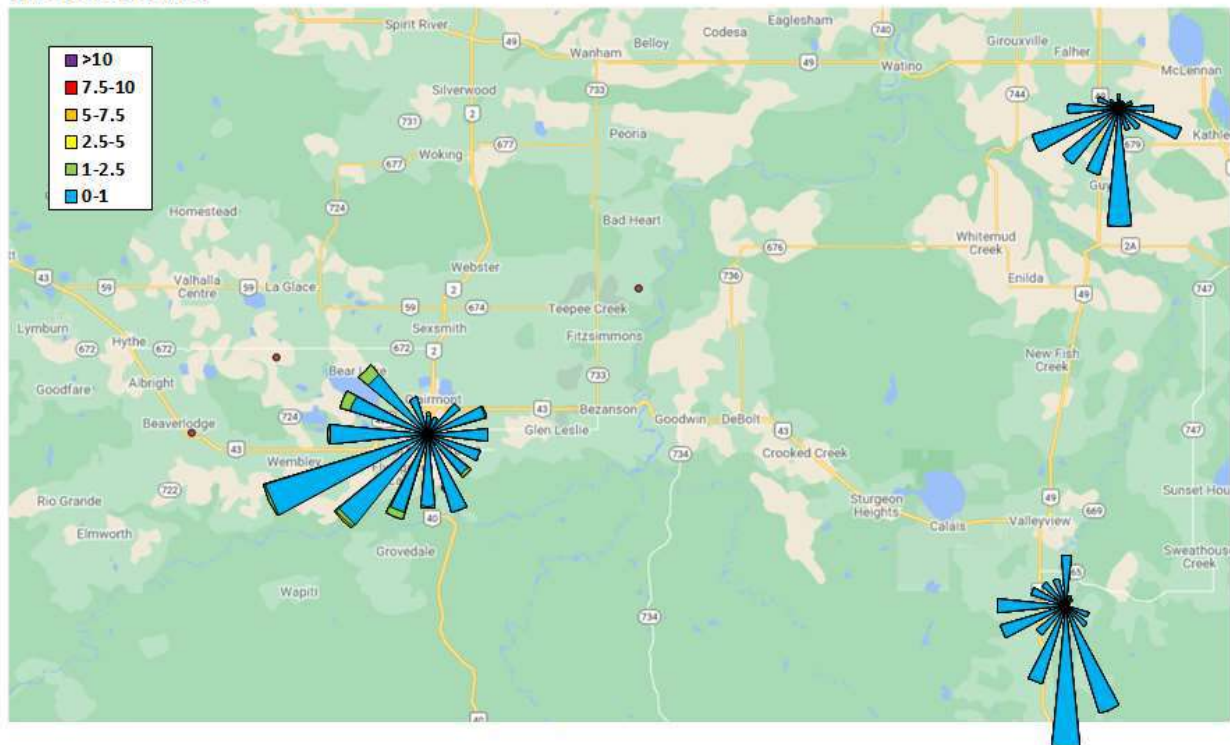 Spirit River
Eaglesham
Codesa
740
Girouxville
Falher
49
Belloy
Wanham
49
Watino
McLennan
>10
7.5-10
5-7.5
2.5-5
1-2.5
0-1
Silverwood
733
744
49
2
731
Peoria
677
679
Woking
677
Guy
724
Homestead
Bad Heart
Whitemud
Creek
676
2A
43
Webster
736
Enilda
Valhalla
Centre
59
59
La Glace
2
49
747
Lymburn
59
674
Teepee Creek
Sexsmith
Hythe
672
672
672
2
Fitzsimmons
New Fish
Creek
Goodfare
Albright
Bear Lake
733
724
Clairmont
43
Bezanson
Goodwin
DeBolt
Beaverlodge
Glen Leslie
43
747
43
Wembley
734
Crooked Creek
722
Rio Grande
Sturgeon
Heights
49
669
Elmworth
40
Calais
Valleyview
Grovedale
Sweathouse
Creek
65
Wapiti
734
40